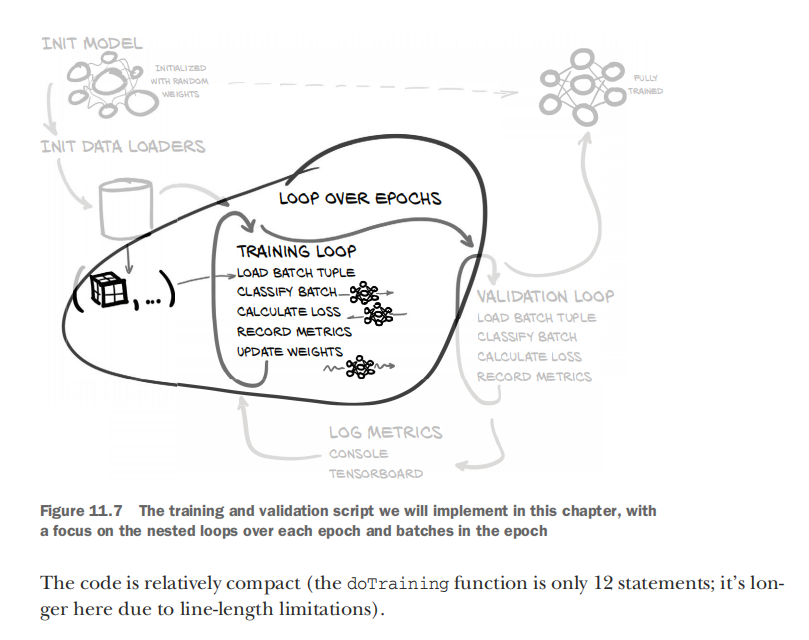 INIT MODEL
INITIALIZED
WITH RANDOM
WEIGHTS
FULLY
TRAINED
INIT DATA LOADERS
LOOP OVER EPOCHS
TRAINING LOOP
LOAD BATCH TUPLE
CLASSIFY BATCH
CALCULATE LOSS
RECORD METRICS
UPDATE WEIGHTS
( , ... )
VALIDATION LOOP
LOAD BATCH TUPLE
CLASSIFY BATCH
CALCULATE LOSS
RECORD METRICS
LOG METRICS
CONSOLE
TENSORBOARD
Figure 11.7 The training and validation script we will implement in this chapter, with
a focus on the nested loops over each epoch and batches in the epoch
The code is relatively compact (the doTraining function is only 12 statements; it’s lon-
ger here due to line-length limitations).